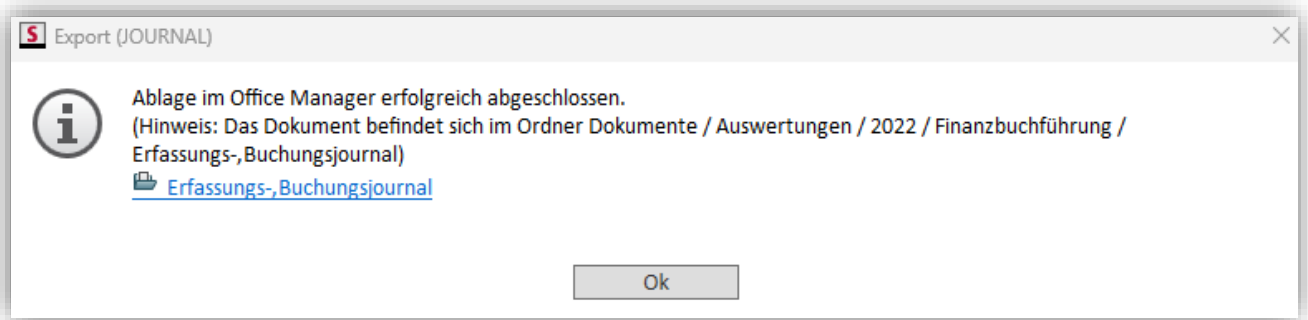 S Export (JOURNAL)
Ablage im Office Manager erfolgreich abgeschlossen.
(Hinweis: Das Dokument befindet sich im Ordner Dokumente / Auswertungen / 2022 / Finanzbuchführung /
Erfassungs-,Buchungsjournal)
Erfassungs-,Buchungsjournal
Ok